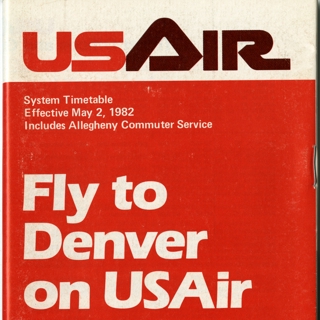 USAIR
System Timetable
Effective May 2, 1982
Includes Allegheny Commuter Service
Fly to
Denver
on USAir